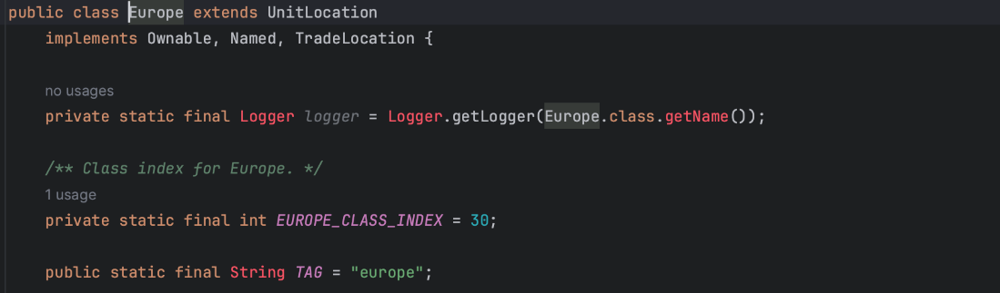 public class Europe extends UnitLocation
implements Ownable, Named, TradeLocation {
no usages
private static final Logger logger = Logger.getLogger(Europe.class.getName());
/** Class index for Europe. */
1 usage
private static final int EUROPE_CLASS_INDEX = 30;
public static final String TAG = "europe";